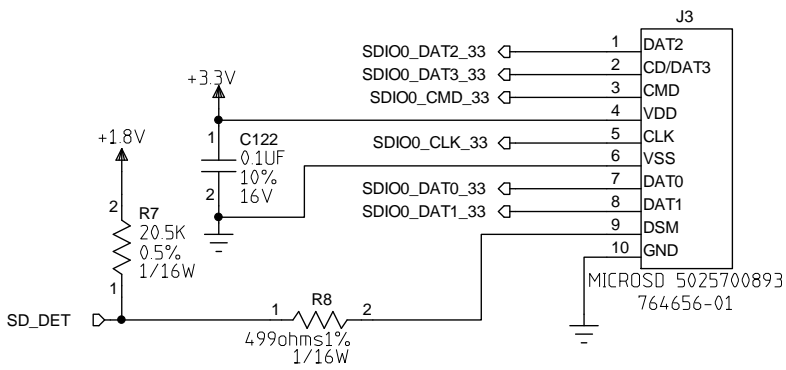 J3
SDIO0_DAT2_33 1 DAT2
SDIO0_DAT3_33 2 CD/DAT3
+3.3V
SDIO0_CMD_33 3 CMD
4 VDD
+1.8V
1 C122
SDIO0_CLK_33 5 CLK
0.1UF
6 VSS
10%
2 16V
SDIO0_DAT0_33 7 DAT0
2 R7
SDIO0_DAT1_33 8 DAT1
20.5K
9 DSM
0.5%
10 GND
1/16W
1
MICROSD 5025700893
764656-01
R8
SD_DET
1 2
499ohms1%
1/16W